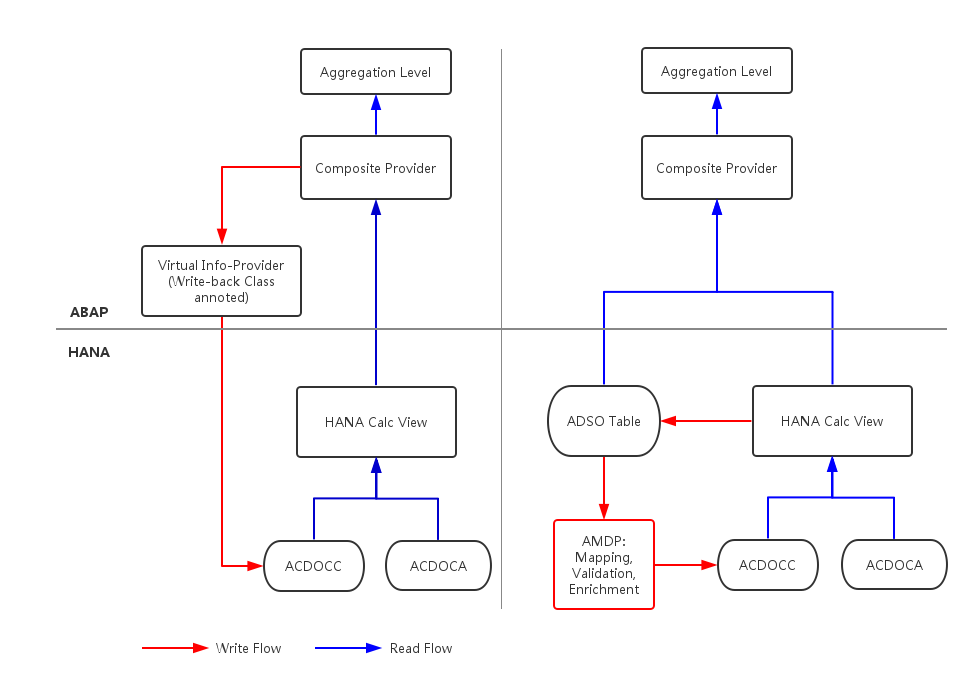 Aggregation Level
Composite Provider
Virtual Info-Provider
(Write-back Class
annoted)
ABAP
HANA
HANA Calc View
ACDOCC
ACDOCA
Aggregation Level
Composite Provider
ADSO Table
HANA Calc View
AMDP:
Mapping,
Validation,
Enrichment
ACDOCC
ACDOCA
Write Flow
Read Flow